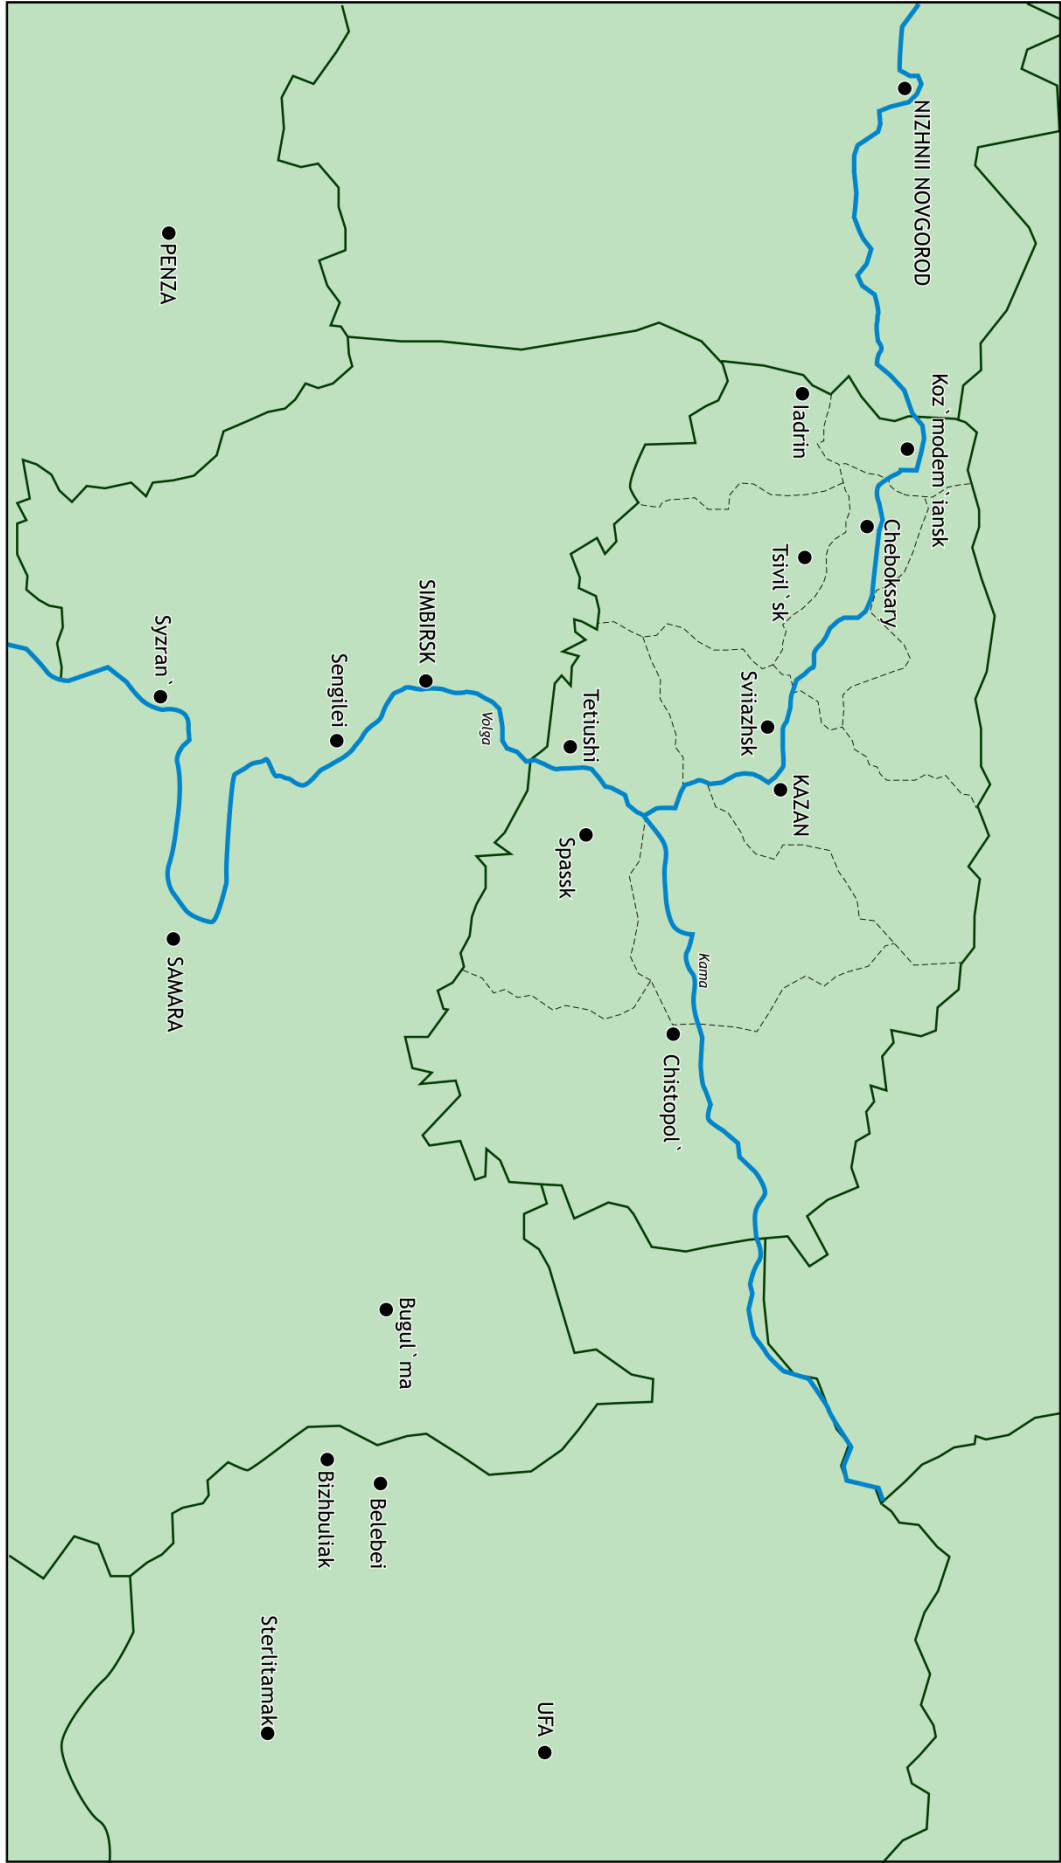 NIZHNII NOVGOROD
Koz`modem`iansk
Iadrin
Cheboksary
Tsivil`sk
Sviiazhsk
KAZAN
Tetiushi
Spassk
Kama
Chistopol`
PENZA
SIMBIRSK
Volga
Sengilei
Syzran`
SAMARA
Bugul`ma
Belebei
Bizhbuliak
UFA
Sterlitamak